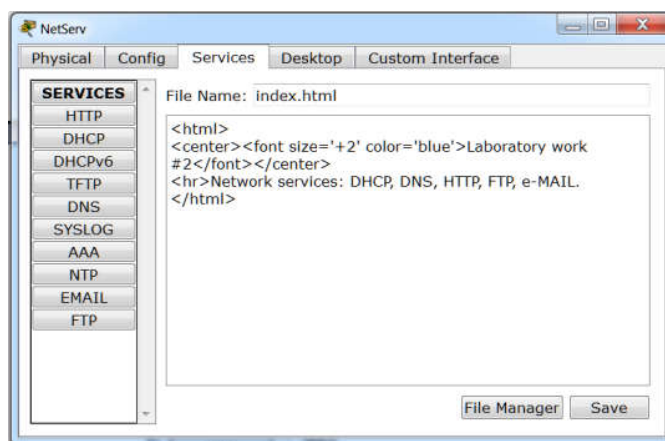 NetServ
Physical Config Services Desktop Custom Interface
SERVICES
HTTP
DHCP
DHCPv6
TFTP
DNS
SYSLOG
AAA
NTP
EMAIL
FTP
File Name: index.html
<html>
<center><font size='+2' color='blue'>Laboratory work
#2</font></center>
<hr>Network services: DHCP, DNS, HTTP, FTP, e-MAIL.
</html>
File Manager Save